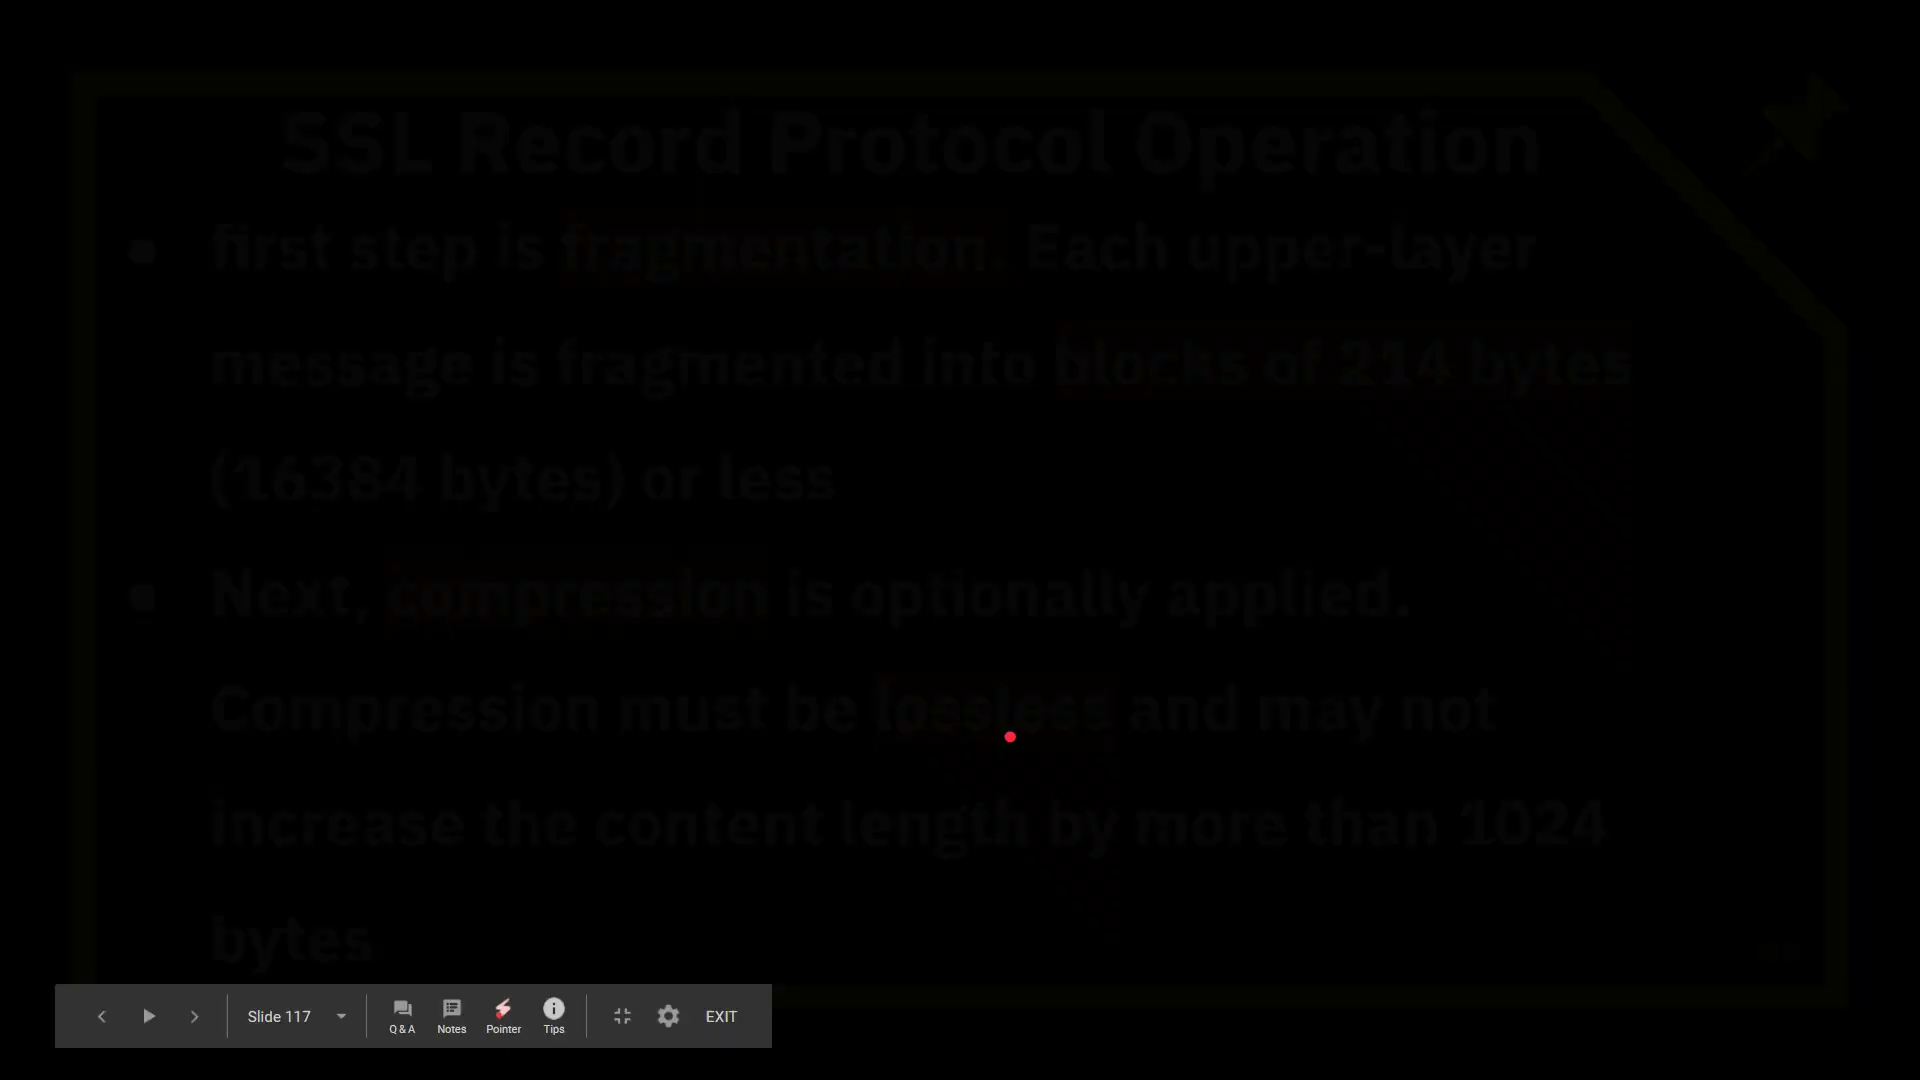 SSL Record Protocol Operation
first step is fragmentation. Each upper-layer
message is fragmented into blocks of 214 bytes
(16384 bytes) or less
Next, compression is optionally applied.
Compression must be lossless and may not
increase the content length by more than 1024
bytes
Slide 117
Q & A
Notes
Pointer
Tips
EXIT